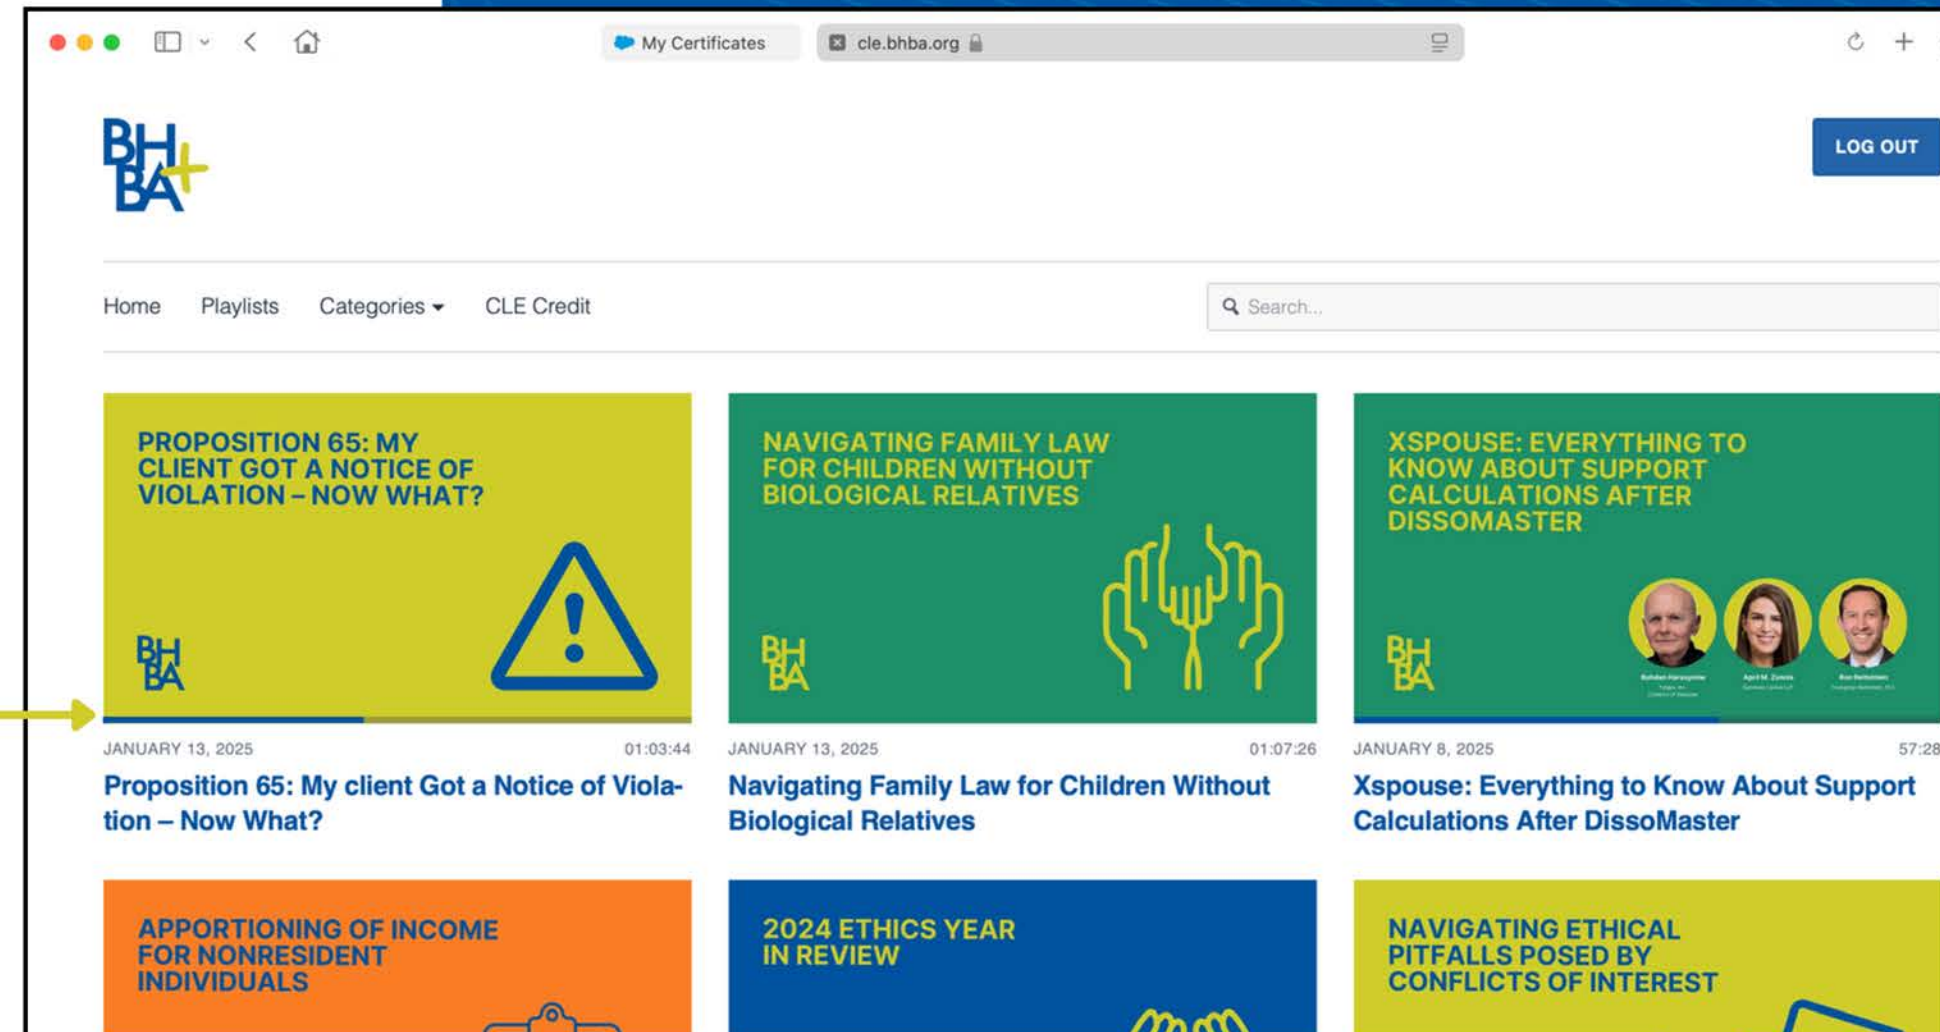 My Certificates
cle.bhba.org
BH
BA+
LOG OUT
Home Playlists Categories CLE Credit
Search...
PROPOSITION 65: MY
CLIENT GOT A NOTICE OF
VIOLATION – NOW WHAT?
BH
BA
NAVIGATING FAMILY LAW
FOR CHILDREN WITHOUT
BIOLOGICAL RELATIVES
BH
BA
XSPOUSE: EVERYTHING TO
KNOW ABOUT SUPPORT
CALCULATIONS AFTER
DISSOMASTER
BH
BA
JANUARY 13, 2025 01:03:44
Proposition 65: My client Got a Notice of Viola-
tion – Now What?
JANUARY 13, 2025 01:07:26
Navigating Family Law for Children Without
Biological Relatives
JANUARY 8, 2025 57:28
Xspouse: Everything to Know About Support
Calculations After DissoMaster
APPORTIONING OF INCOME
FOR NONRESIDENT
INDIVIDUALS
2024 ETHICS YEAR
IN REVIEW
NAVIGATING ETHICAL
PITFALLS POSED BY
CONFLICTS OF INTEREST